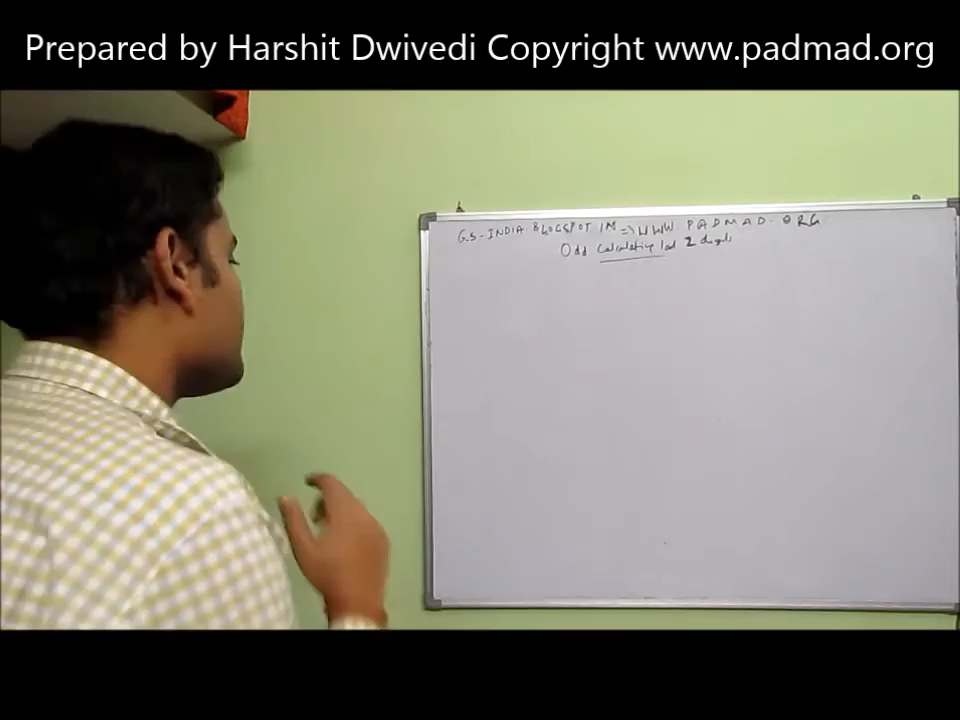 Prepared by Harshit Dwivedi Copyright www.padmad.org
GS-INDIA BLOGSPOT IN => WWW PADMAD. ORG
Odd Calculating last 2 digits